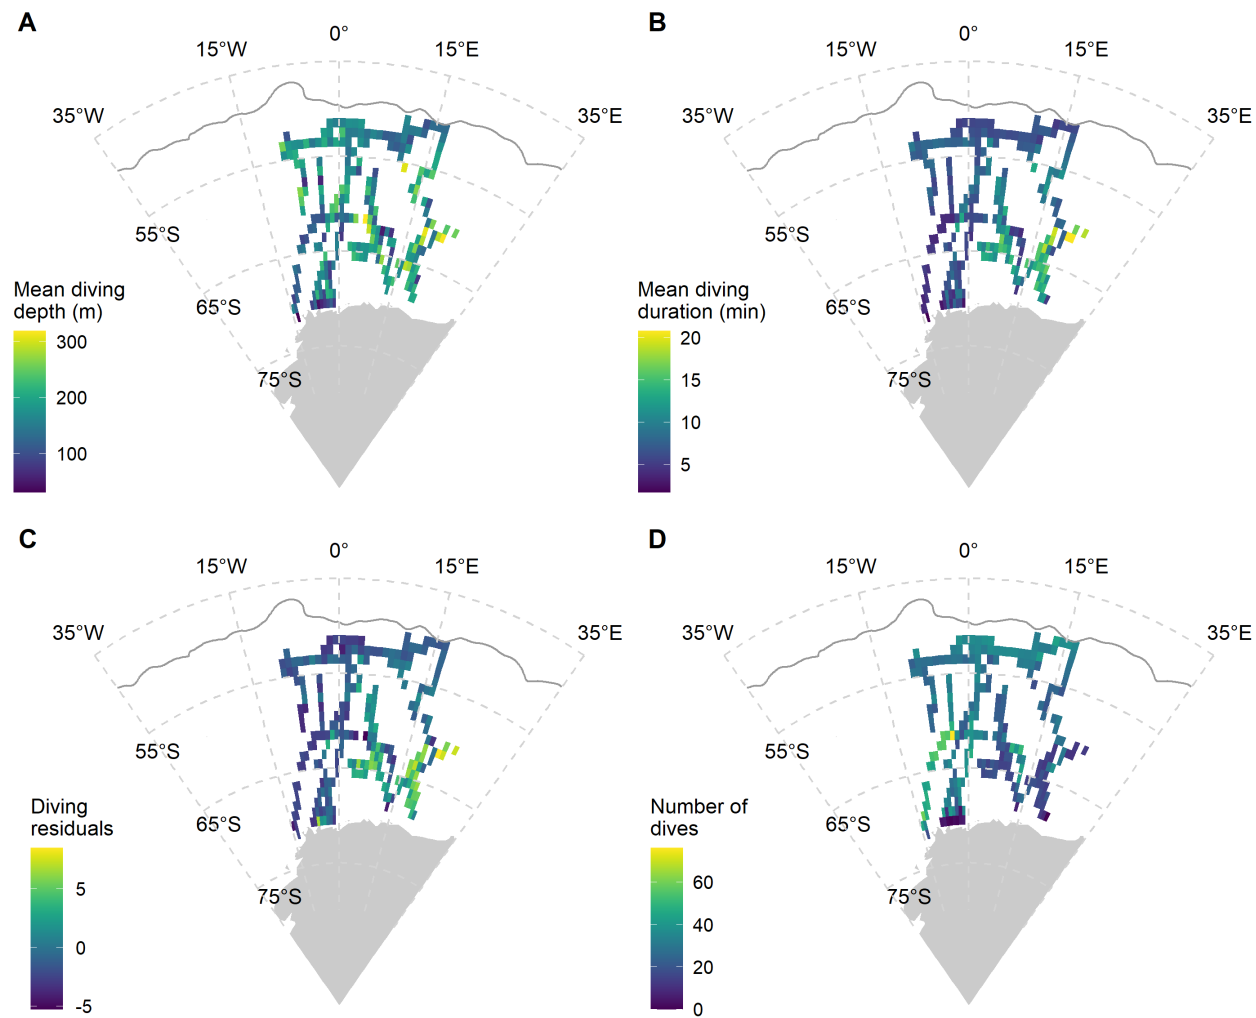 A
0°
15°W
15°E
35°W
35°E
55°S
65°S
75°S
Mean diving
depth (m)
300
200
100
B
0°
15°W
15°E
35°W
35°E
55°S
65°S
75°S
Mean diving
duration (min)
20
15
10
5
C
0°
15°W
15°E
35°W
35°E
55°S
65°S
75°S
Diving
residuals
5
0
-5
D
0°
15°W
15°E
35°W
35°E
55°S
65°S
75°S
Number of
dives
60
40
20
0